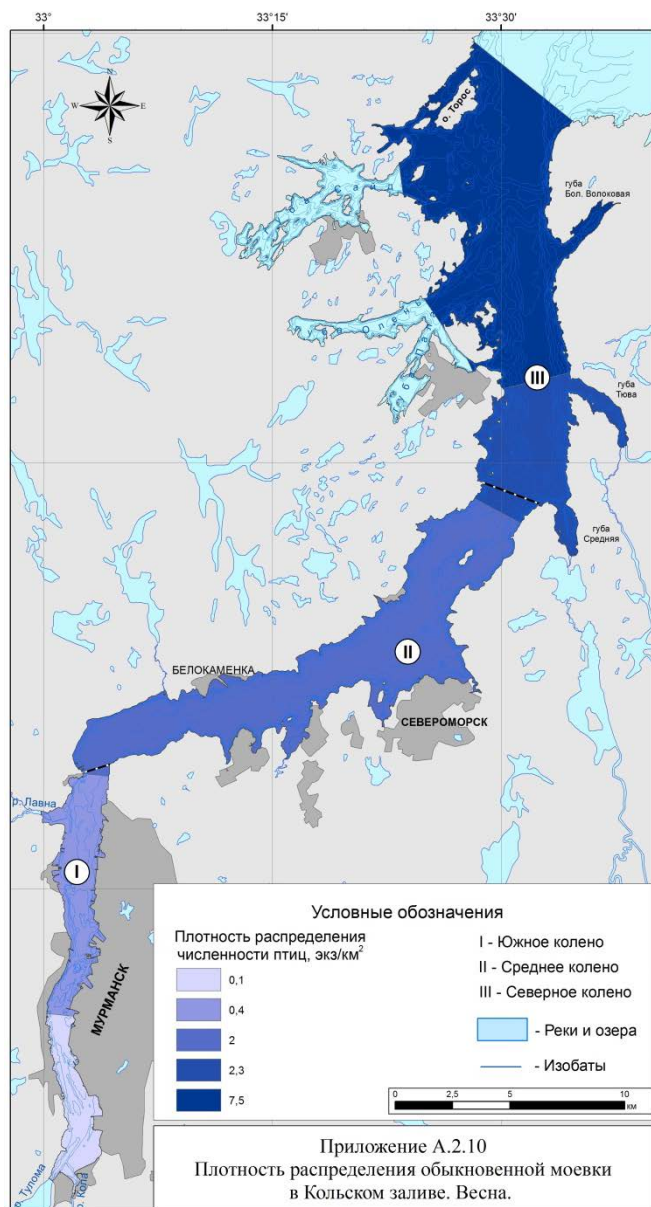 33°
33°15'
33°30'
N
W
E
S
о. Торос
губа
Бол. Волоковая
губа
Тюва
губа
Средняя
III
II
БЕЛОКАМЕНКА
СЕВЕРОМОРСК
р. Лавна
I
МУРМАНСК
р. Тулома
р. Кола
Условные обозначения
Плотность распределения
численности птиц, экз/км²
0,1
0,4
2
2,3
7,5
I - Южное колено
II - Среднее колено
III - Северное колено
- Реки и озера
- Изобаты
0 2,5 5 10
км
Приложение А.2.10
Плотность распределения обыкновенной моевки
в Кольском заливе. Весна.